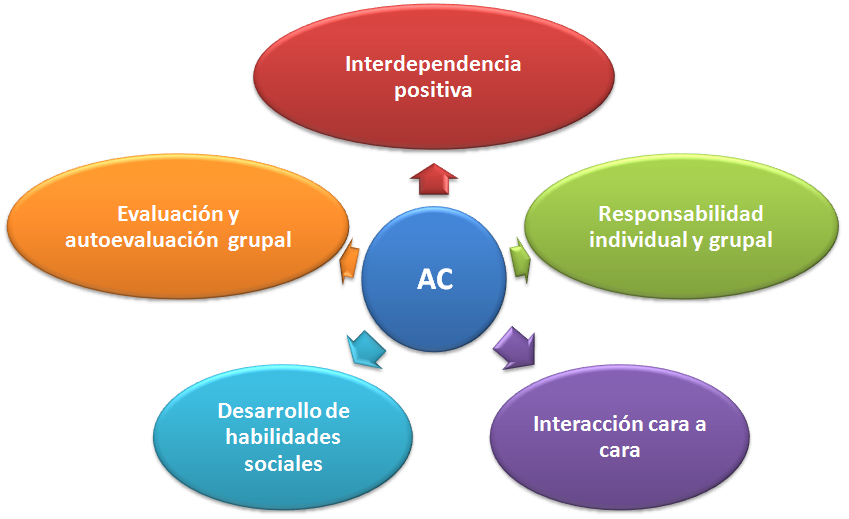 Interdependencia
positiva
Evaluación y
autoevaluación grupal
Responsabilidad
individual y grupal
AC
Desarrollo de
habilidades
sociales
Interacción cara a
cara